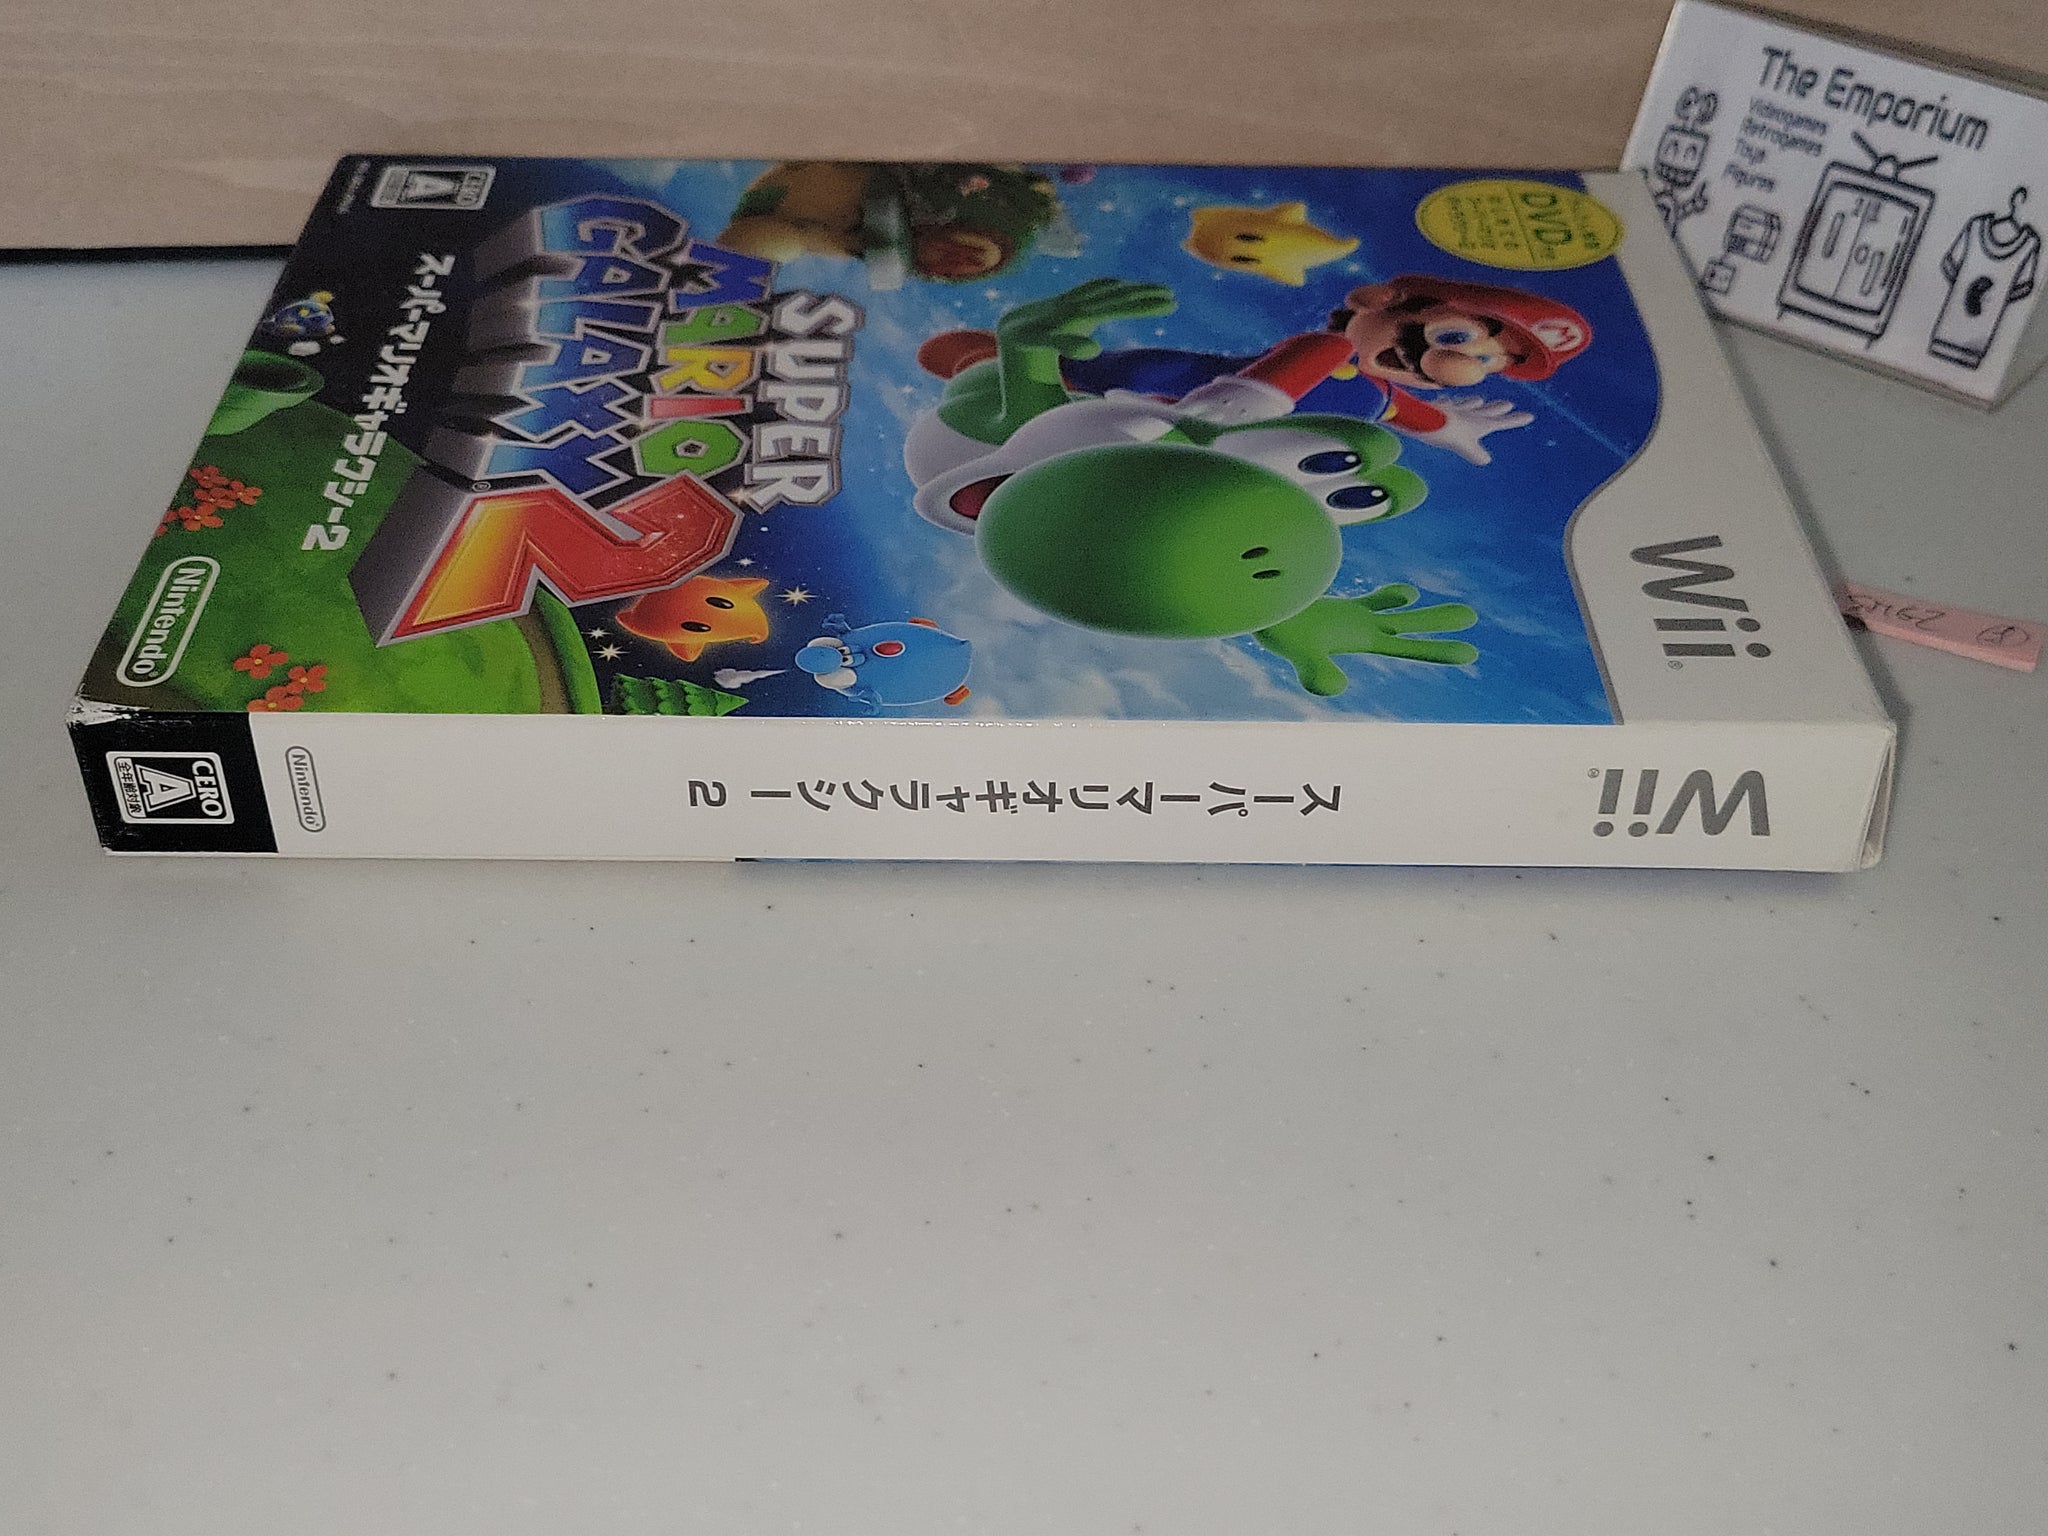 The Emporium
Videogames
Retrogames
Toys
Figures
Wii
DVD
SUPER
MARIO
GALAXY 2
スーパーマリオギャラクシー2
CERO
A
Nintendo
Wii
スーパーマリオギャラクシー 2
Nintendo
CERO
A
全年齢対象